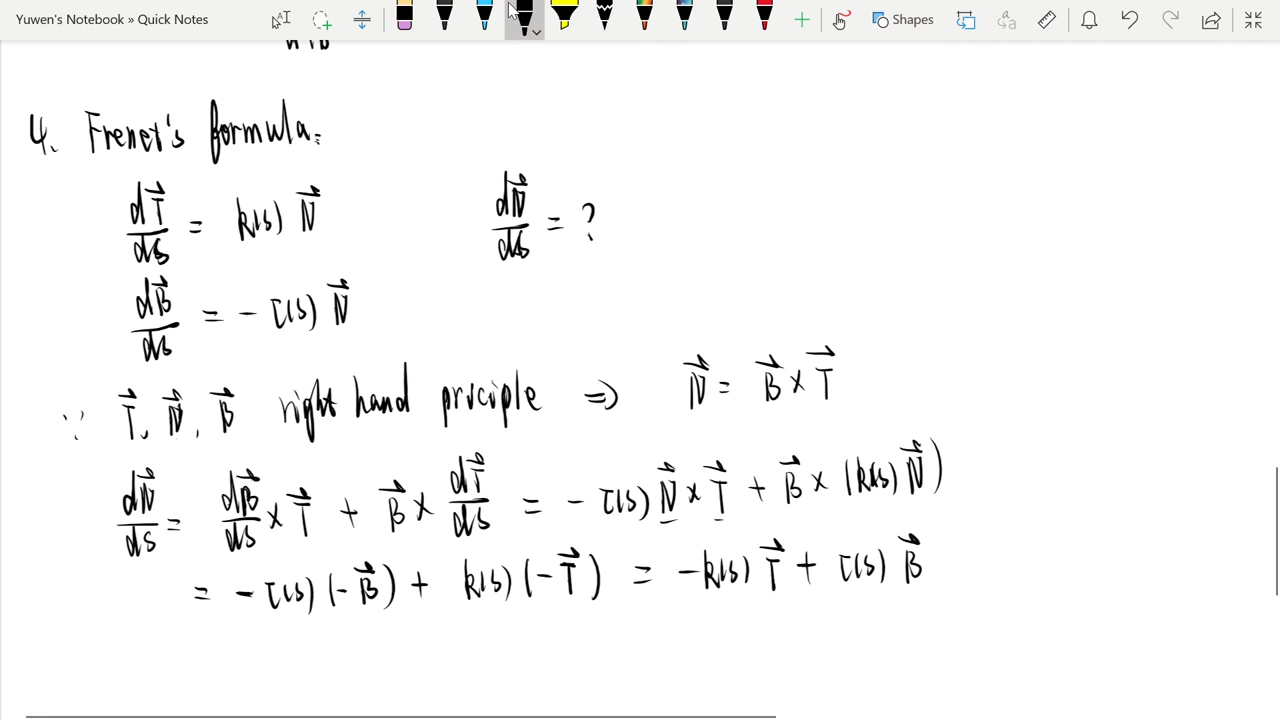 Yuwen's Notebook » Quick Notes
Shapes
4. Frenet's formula:
dT⃗/ds = k(s) N⃗    dN⃗/ds = ?
dB⃗/ds = - τ(s) N⃗
∵ T⃗, N⃗, B⃗ right hand prciple ⇒ N⃗ = B⃗ × T⃗
dN⃗/ds = dB⃗/ds × T⃗ + B⃗ × dT⃗/ds = - τ(s) N⃗ × T⃗ + B⃗ × (k(s) N⃗)
= - τ(s) (-B⃗) + k(s) (-T⃗) = -k(s) T⃗ + τ(s) B⃗